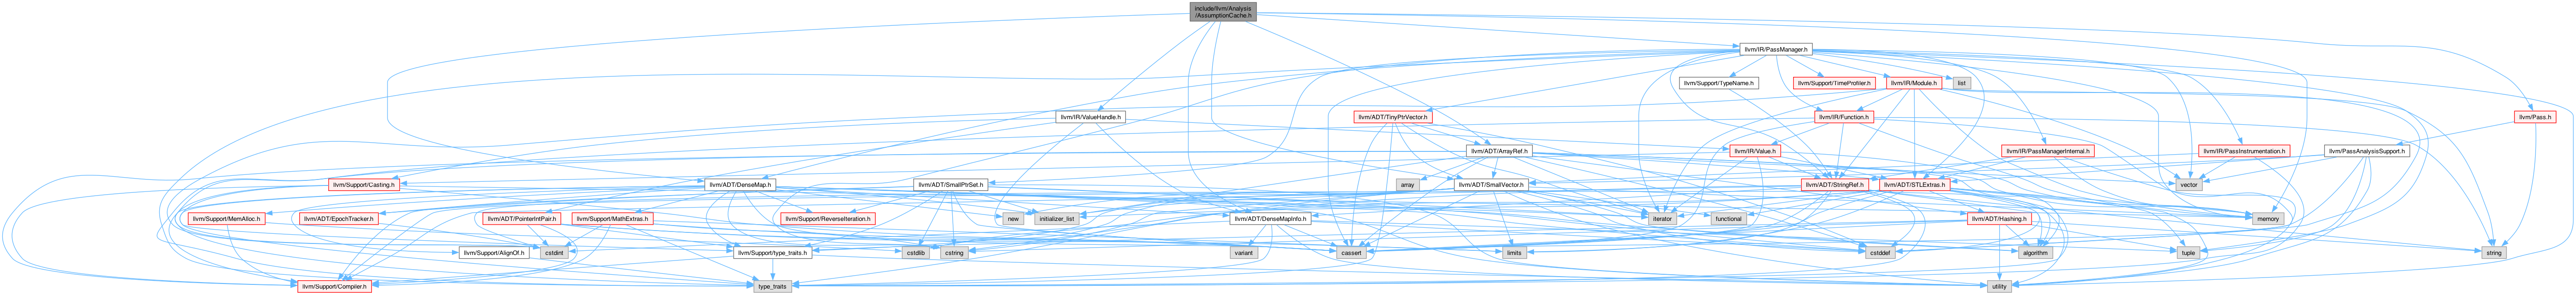 include/llvm/Analysis
/AssumptionCache.h
llvm/IR/PassManager.h
llvm/Support/TypeName.h
llvm/Support/TimeProfiler.h
llvm/IR/Module.h
list
llvm/IR/ValueHandle.h
llvm/ADT/TinyPtrVector.h
llvm/IR/Function.h
llvm/Pass.h
llvm/ADT/ArrayRef.h
llvm/IR/Value.h
llvm/IR/PassManagerInternal.h
llvm/IR/PassInstrumentation.h
llvm/PassAnalysisSupport.h
llvm/Support/Casting.h
llvm/ADT/DenseMap.h
llvm/ADT/SmallPtrSet.h
array
llvm/ADT/SmallVector.h
llvm/ADT/StringRef.h
llvm/ADT/STLExtras.h
vector
llvm/Support/MemAlloc.h
llvm/ADT/EpochTracker.h
llvm/ADT/PointerIntPair.h
llvm/Support/MathExtras.h
llvm/Support/ReverseIteration.h
new
initializer_list
llvm/ADT/DenseMapInfo.h
iterator
functional
llvm/ADT/Hashing.h
memory
llvm/Support/AlignOf.h
cstdint
llvm/Support/type_traits.h
cstdlib
cstring
variant
cassert
limits
cstddef
algorithm
tuple
string
llvm/Support/Compiler.h
type_traits
utility